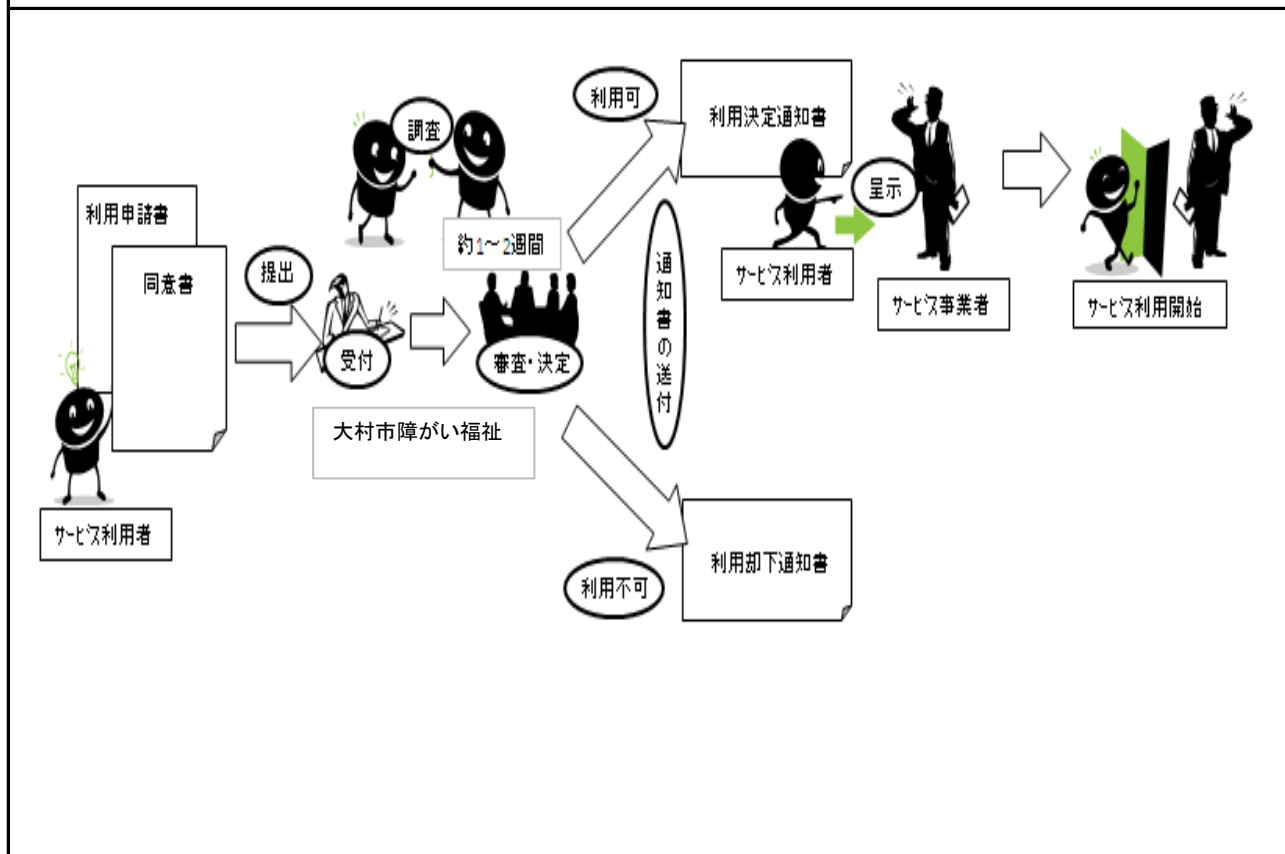 利用申請書
同意書
サービス利用者
提出
受付
調査
約1～2週間
審査・決定
大村市障がい福祉
利用可
利用決定通知書
通知書の送付
サービス利用者
呈示
サービス事業者
サービス利用開始
利用不可
利用却下通知書